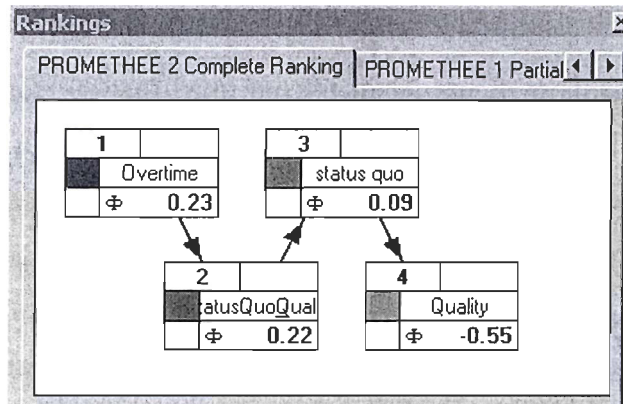 Rankings
PROMETHEE 2 Complete Ranking PROMETHEE 1 Partial
1
Overtime
Φ 0.23
3
status quo
Φ 0.09
2
atusQuoQual
Φ 0.22
4
Quality
Φ -0.55